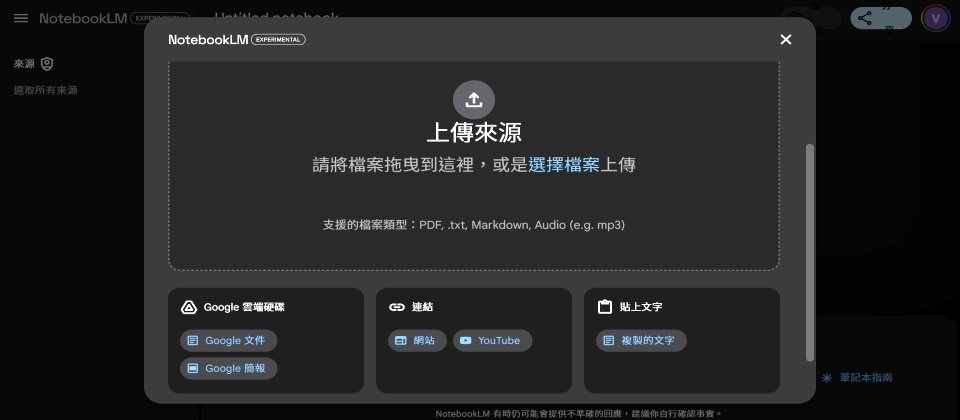 NotebookLM EXPERIMENTAL
Untitled notebook
V
來源
選取所有來源
NotebookLM EXPERIMENTAL
上傳來源
請將檔案拖曳到這裡，或是選擇檔案上傳
支援的檔案類型：PDF, .txt, Markdown, Audio (e.g. mp3)
Google 雲端硬碟
Google 文件
Google 簡報
連結
網站
YouTube
貼上文字
複製的文字
筆記本指南
NotebookLM 有時仍可能會提供不準確的回應，建議你自行確認事實。